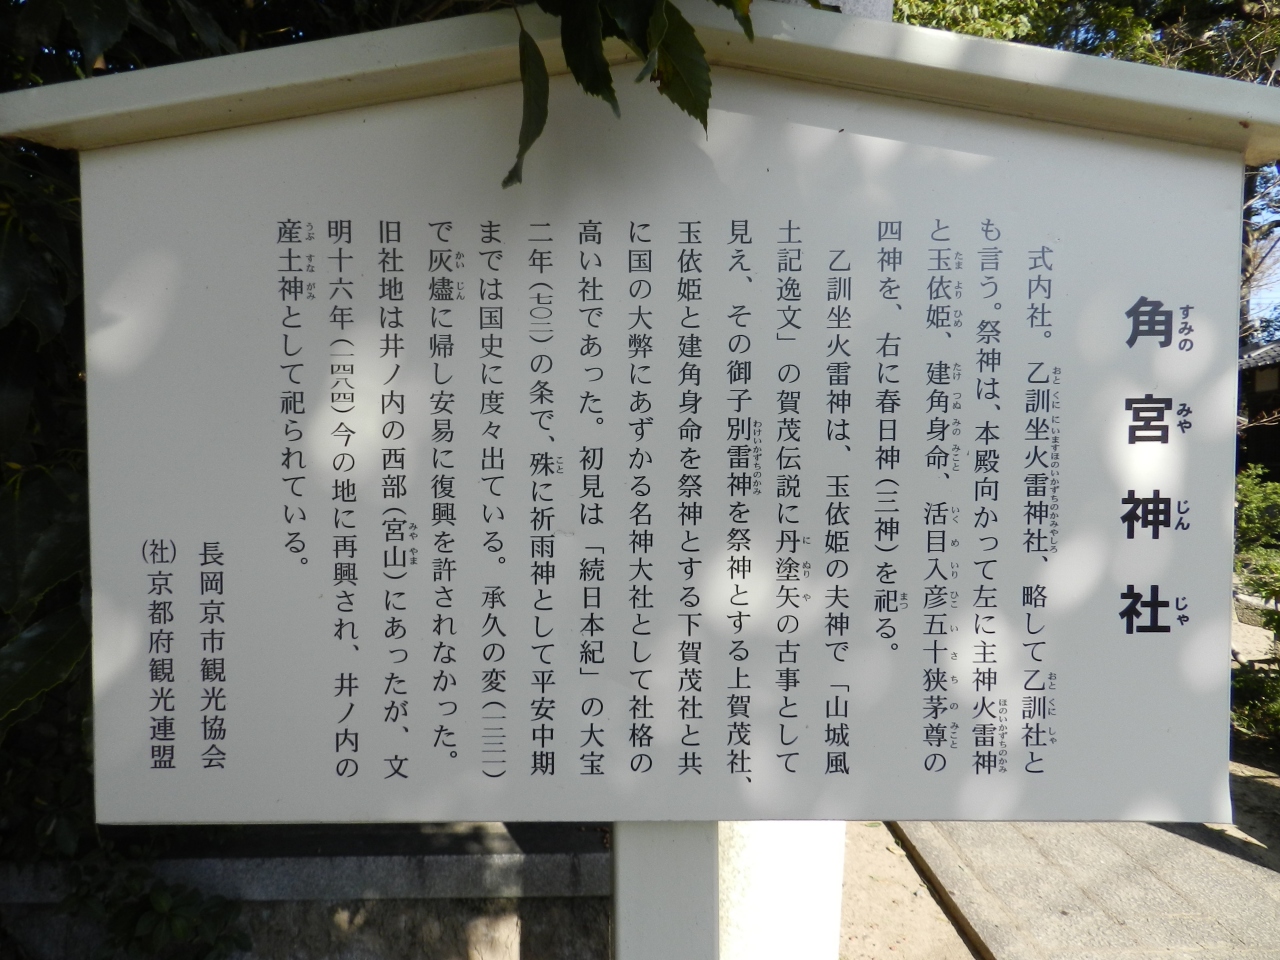 角宮神社
式内社。乙訓坐火雷神社、略して乙訓社と
も言う。祭神は、本殿向かって左に主神火雷神
と玉依姫、建角身命、活目入彦五十狭茅尊の
四神を、右に春日神(三神)を祀る。
乙訓坐火雷神は、玉依姫の夫神で「山城風
土記逸文」の賀茂伝説に丹塗矢の古事として
見え、その御子別雷神を祭神とする上賀茂社、
玉依姫と建角身命を祭神とする下賀茂社と共
に国の大弊にあずかる名神大社として社格の
高い社であった。初見は「続日本紀」の大宝
二年(七〇二)の条で、殊に祈雨神として平安中期
までは国史に度々出ている。承久の変(一二二一)
で灰燼に帰し安易に復興を許されなかった。
旧社地は井ノ内の西部(宮山)にあったが、文
明十六年(一四八四)今の地に再興され、井ノ内の
産土神として祀られている。
長岡京市観光協会
(社)京都府観光連盟